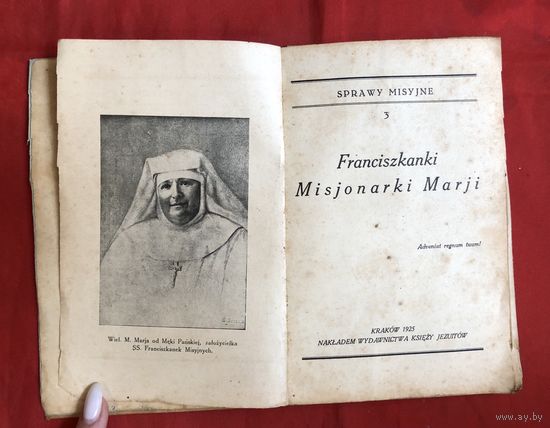 Wiel. M. Marja od Męki Pańskiej, założycielka
SS. Franciszkanek Misyjnych.
SPRAWY MISYJNE
3
Franciszkanki
Misjonarki Marji
Adveniat regnum tuum!
KRAKÓW 1925
NAKŁADEM WYDAWNICTWA KSIĘŻY JEZUITÓW
www.ay.by